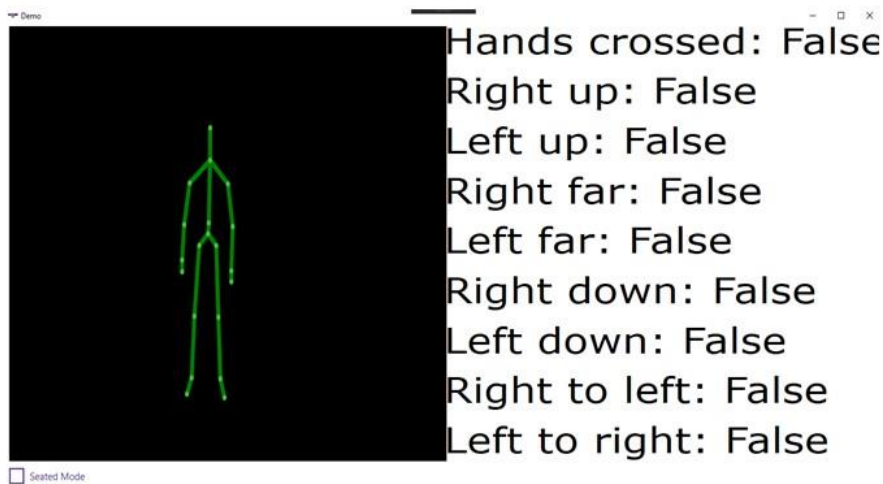 Demo
Hands crossed: False
Right up: False
Left up: False
Right far: False
Left far: False
Right down: False
Left down: False
Right to left: False
Left to right: False
Seated Mode